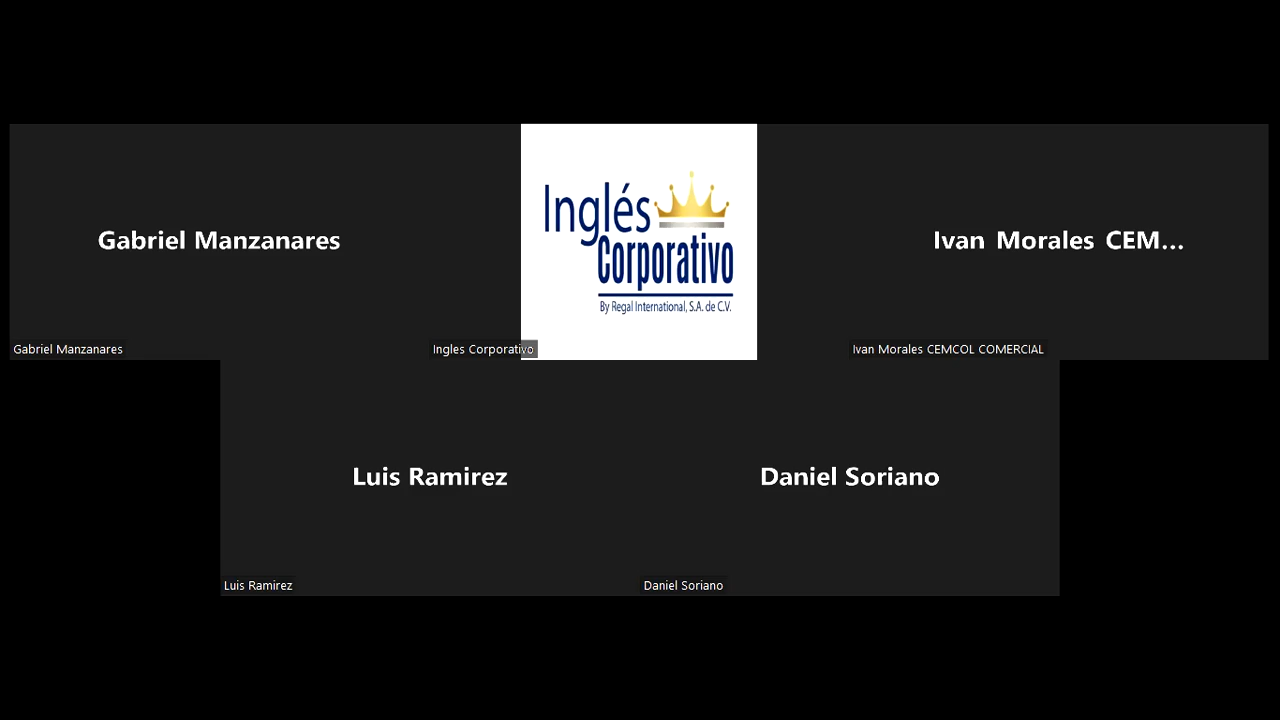 Gabriel Manzanares
Inglés
Corporativo
By Regal International, S.A. de C.V.
Ivan Morales CEM...
Gabriel Manzanares
Ingles Corporativo
Ivan Morales CEMCOL COMERCIAL
Luis Ramirez
Daniel Soriano
Luis Ramirez
Daniel Soriano